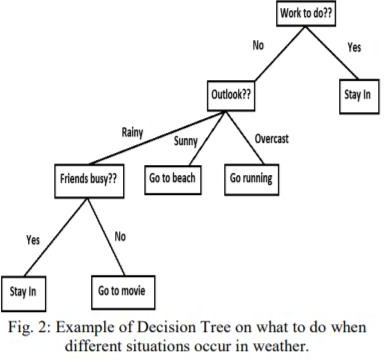 Work to do??
No
Yes
Outlook??
Stay In
Rainy
Sunny
Overcast
Friends busy??
Go to beach
Go running
Yes
No
Stay In
Go to movie
Fig. 2: Example of Decision Tree on what to do when
different situations occur in weather.